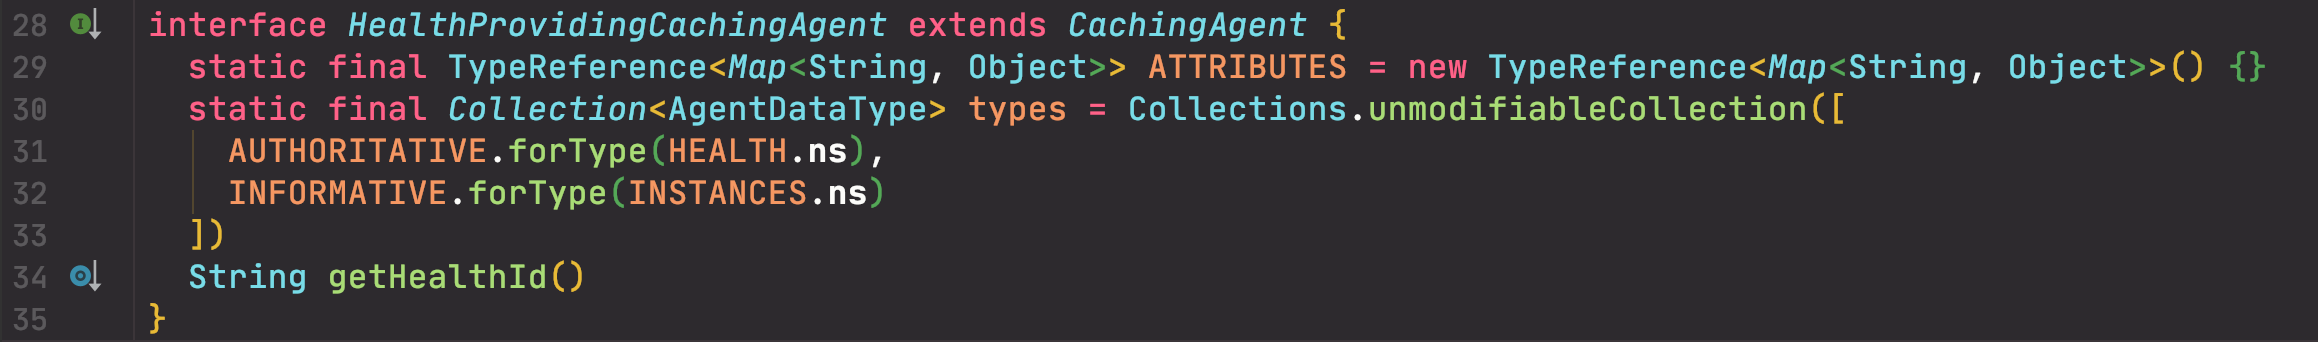 28 interface HealthProvidingCachingAgent extends CachingAgent {
29   static final TypeReference<Map<String, Object>> ATTRIBUTES = new TypeReference<Map<String, Object>>() {}
30   static final Collection<AgentDataType> types = Collections.unmodifiableCollection([
31     AUTHORITATIVE.forType(HEALTH.ns),
32     INFORMATIVE.forType(INSTANCES.ns)
33   ])
34   String getHealthId()
35 }